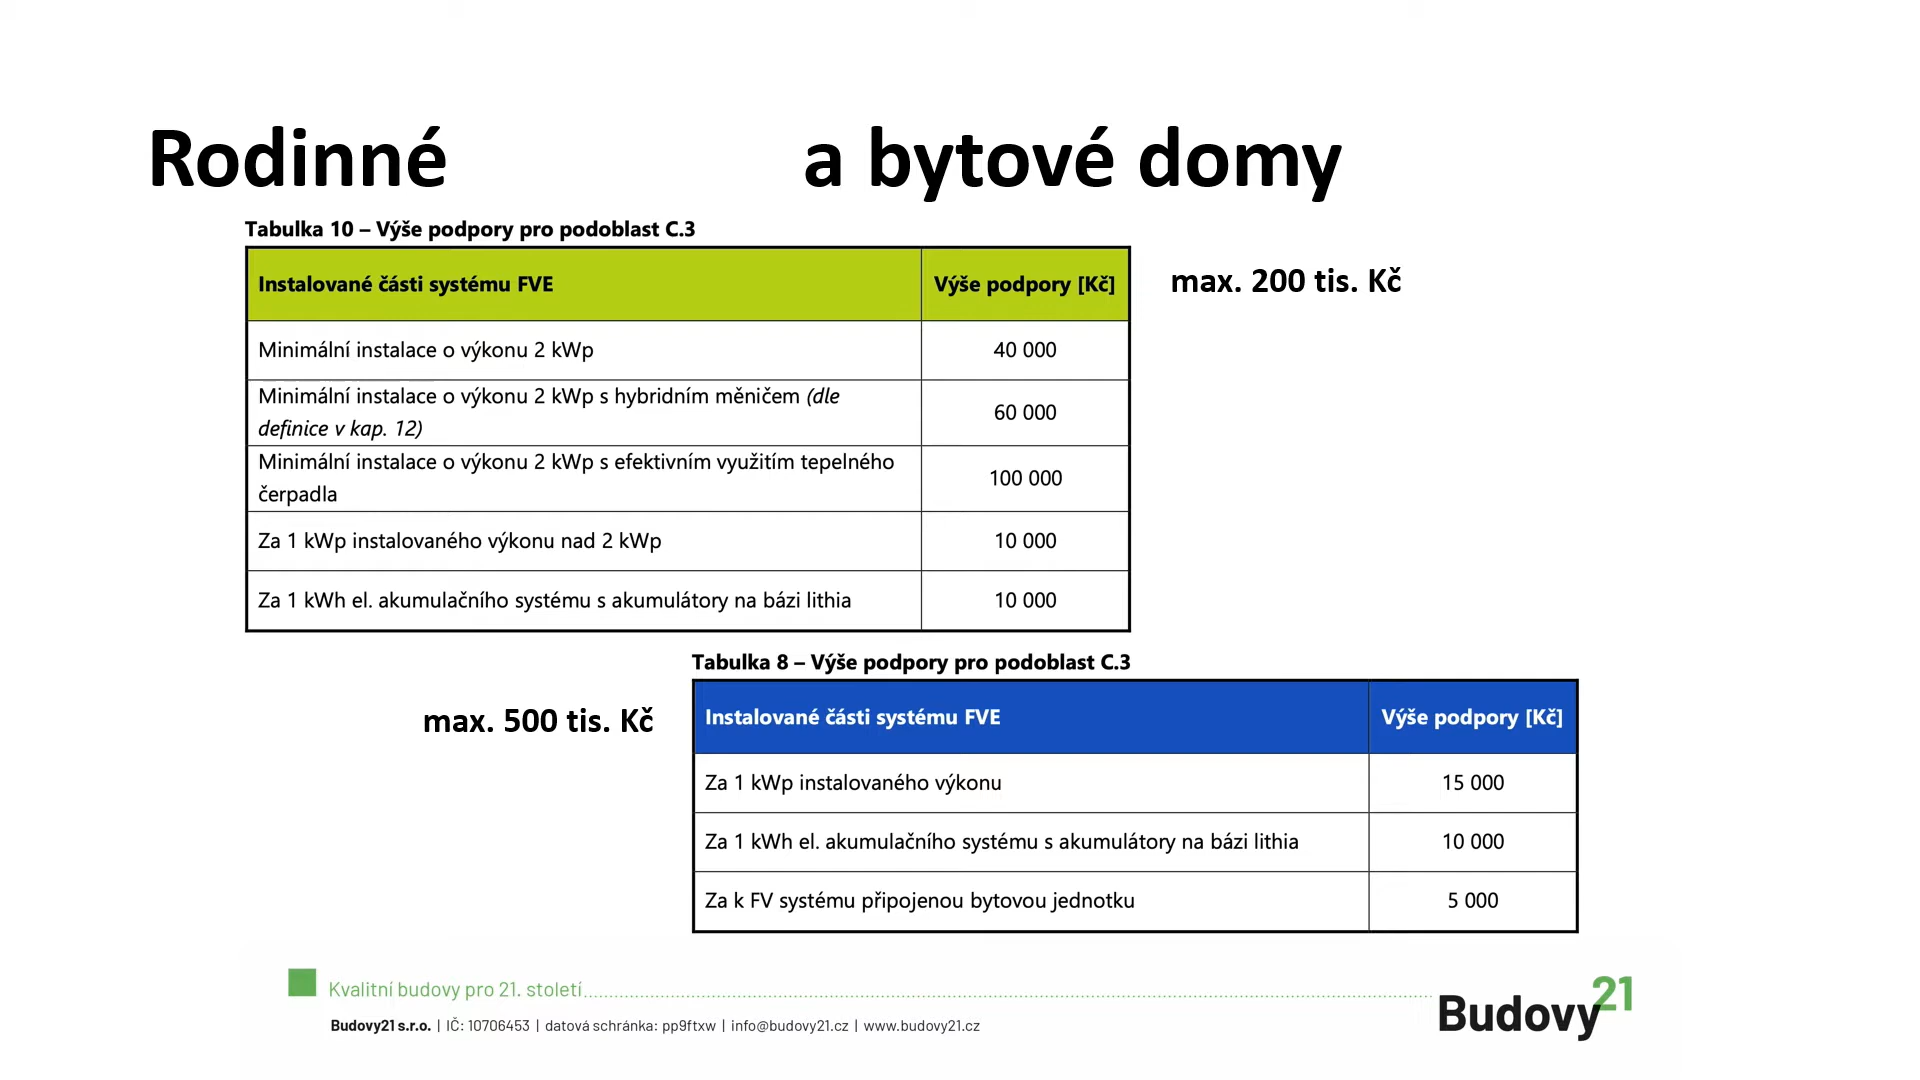 Rodinné a bytové domy
Tabulka 10 – Výše podpory pro podoblast C.3
Instalované části systému FVE Výše podpory [Kč]
max. 200 tis. Kč
Minimální instalace o výkonu 2 kWp 40 000
Minimální instalace o výkonu 2 kWp s hybridním měničem (dle
definice v kap. 12) 60 000
Minimální instalace o výkonu 2 kWp s efektivním využitím tepelného
čerpadla 100 000
Za 1 kWp instalovaného výkonu nad 2 kWp 10 000
Za 1 kWh el. akumulačního systému s akumulátory na bázi lithia 10 000
Tabulka 8 – Výše podpory pro podoblast C.3
max. 500 tis. Kč
Instalované části systému FVE Výše podpory [Kč]
Za 1 kWp instalovaného výkonu 15 000
Za 1 kWh el. akumulačního systému s akumulátory na bázi lithia 10 000
Za k FV systému připojenou bytovou jednotku 5 000
Kvalitní budovy pro 21. století
Budovy21 s.r.o. | IČ: 10706453 | datová schránka: pp9ftxw | info@budovy21.cz | www.budovy21.cz
Budovy21